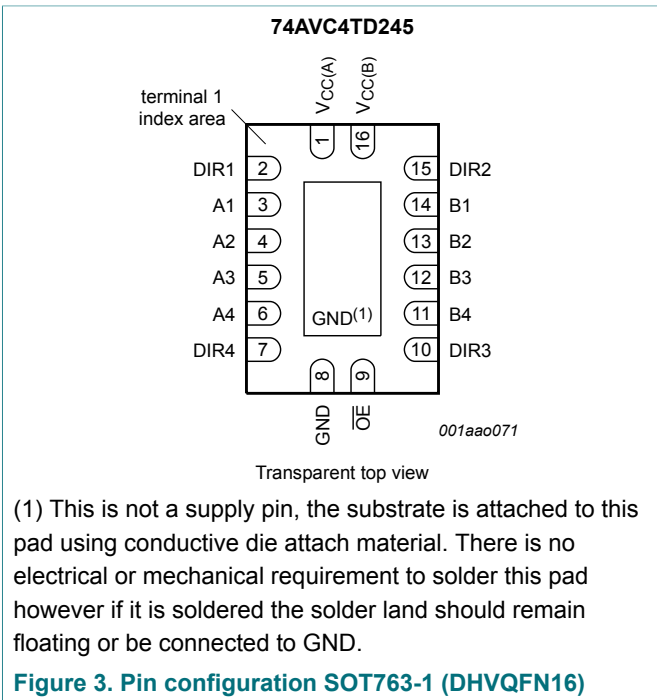 74AVC4TD245
terminal 1
index area
VCC(A)
VCC(B)
1
16
DIR1 2
15 DIR2
A1 3
14 B1
A2 4
13 B2
A3 5
12 B3
A4 6
11 B4
GND(1)
DIR4 7
10 DIR3
8
9
GND
OE
001aao071
Transparent top view
(1) This is not a supply pin, the substrate is attached to this
pad using conductive die attach material. There is no
electrical or mechanical requirement to solder this pad
however if it is soldered the solder land should remain
floating or be connected to GND.
Figure 3. Pin configuration SOT763-1 (DHVQFN16)